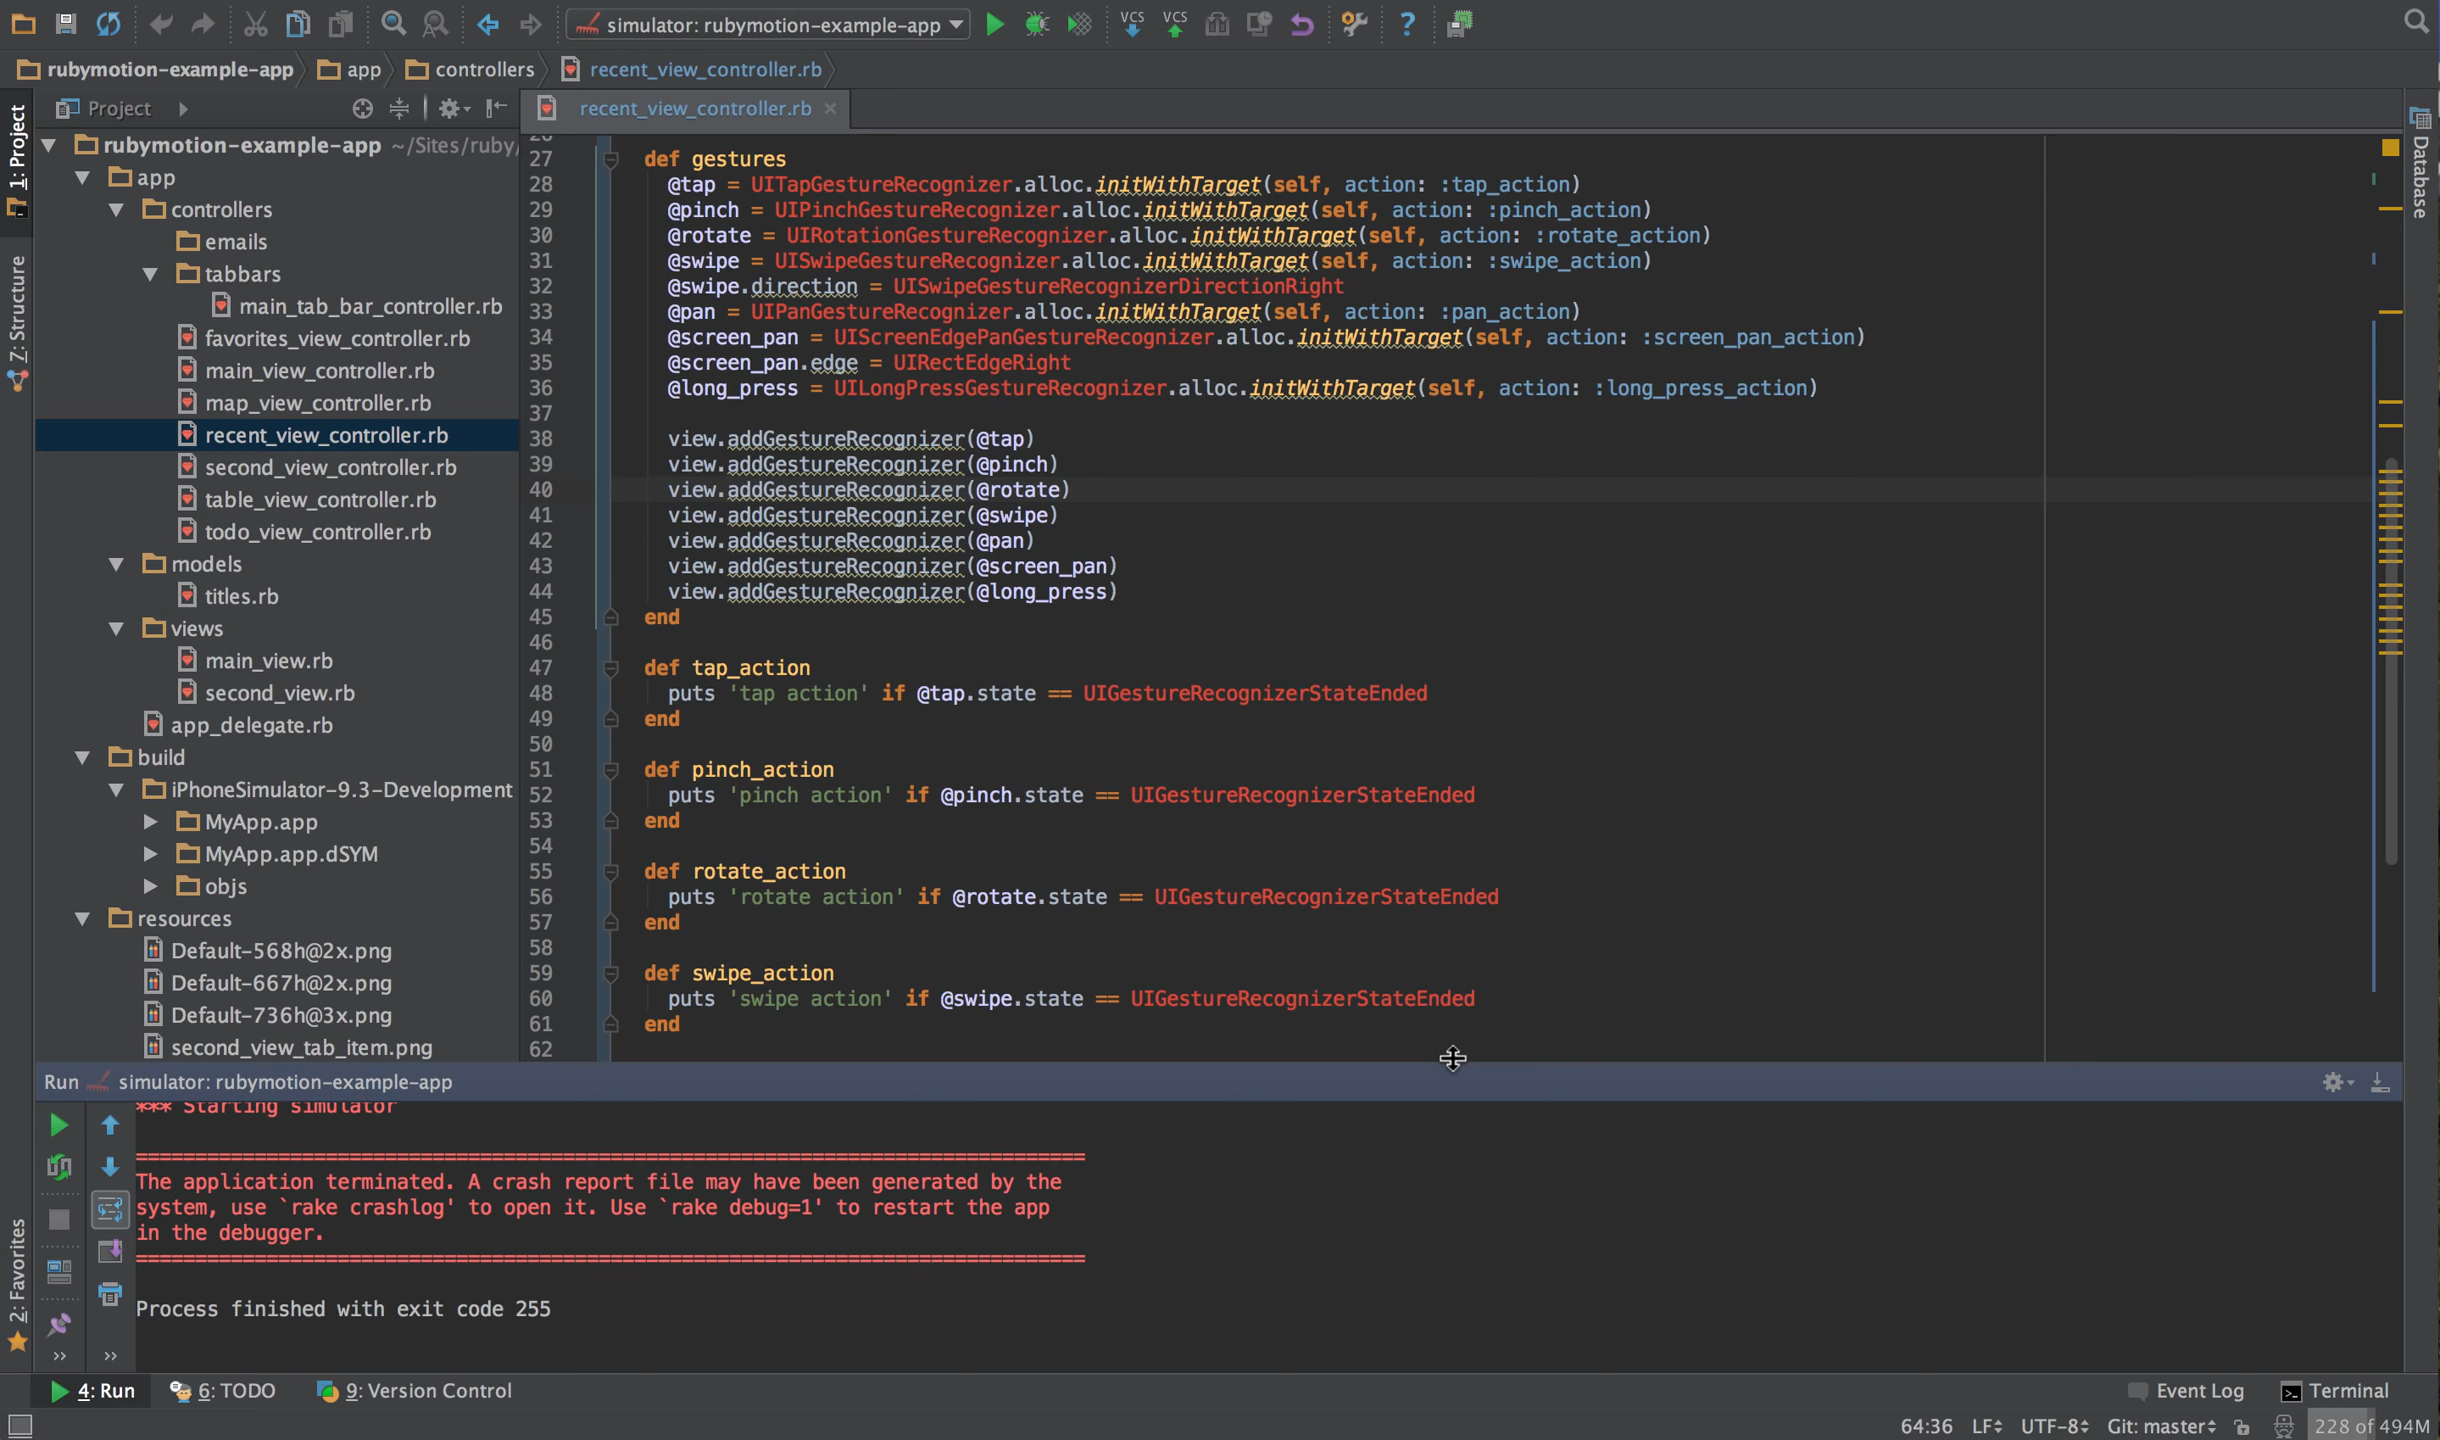 simulator: rubymotion-example-app
VCS VCS
rubymotion-example-app app controllers recent_view_controller.rb
1: Project
7: Structure
2: Favorites
Project
rubymotion-example-app ~/Sites/ruby
app
controllers
emails
tabbars
main_tab_bar_controller.rb
favorites_view_controller.rb
main_view_controller.rb
map_view_controller.rb
recent_view_controller.rb
second_view_controller.rb
table_view_controller.rb
todo_view_controller.rb
models
titles.rb
views
main_view.rb
second_view.rb
app_delegate.rb
build
iPhoneSimulator-9.3-Development
MyApp.app
MyApp.app.dSYM
objs
resources
Default-568h@2x.png
Default-667h@2x.png
Default-736h@3x.png
second_view_tab_item.png
recent_view_controller.rb
27 def gestures
28 @tap = UITapGestureRecognizer.alloc.initWithTarget(self, action: :tap_action)
29 @pinch = UIPinchGestureRecognizer.alloc.initWithTarget(self, action: :pinch_action)
30 @rotate = UIRotationGestureRecognizer.alloc.initWithTarget(self, action: :rotate_action)
31 @swipe = UISwipeGestureRecognizer.alloc.initWithTarget(self, action: :swipe_action)
32 @swipe.direction = UISwipeGestureRecognizerDirectionRight
33 @pan = UIPanGestureRecognizer.alloc.initWithTarget(self, action: :pan_action)
34 @screen_pan = UIScreenEdgePanGestureRecognizer.alloc.initWithTarget(self, action: :screen_pan_action)
35 @screen_pan.edge = UIRectEdgeRight
36 @long_press = UILongPressGestureRecognizer.alloc.initWithTarget(self, action: :long_press_action)
37
38 view.addGestureRecognizer(@tap)
39 view.addGestureRecognizer(@pinch)
40 view.addGestureRecognizer(@rotate)
41 view.addGestureRecognizer(@swipe)
42 view.addGestureRecognizer(@pan)
43 view.addGestureRecognizer(@screen_pan)
44 view.addGestureRecognizer(@long_press)
45 end
46
47 def tap_action
48 puts 'tap action' if @tap.state == UIGestureRecognizerStateEnded
49 end
50
51 def pinch_action
52 puts 'pinch action' if @pinch.state == UIGestureRecognizerStateEnded
53 end
54
55 def rotate_action
56 puts 'rotate action' if @rotate.state == UIGestureRecognizerStateEnded
57 end
58
59 def swipe_action
60 puts 'swipe action' if @swipe.state == UIGestureRecognizerStateEnded
61 end
62
Database
Run simulator: rubymotion-example-app
*** Starting simulator
================================================================================
The application terminated. A crash report file may have been generated by the
system, use `rake crashlog' to open it. Use `rake debug=1' to restart the app
in the debugger.
================================================================================
Process finished with exit code 255
4: Run 6: TODO 9: Version Control Event Log Terminal
64:36 LF UTF-8 Git: master 228 of 494M